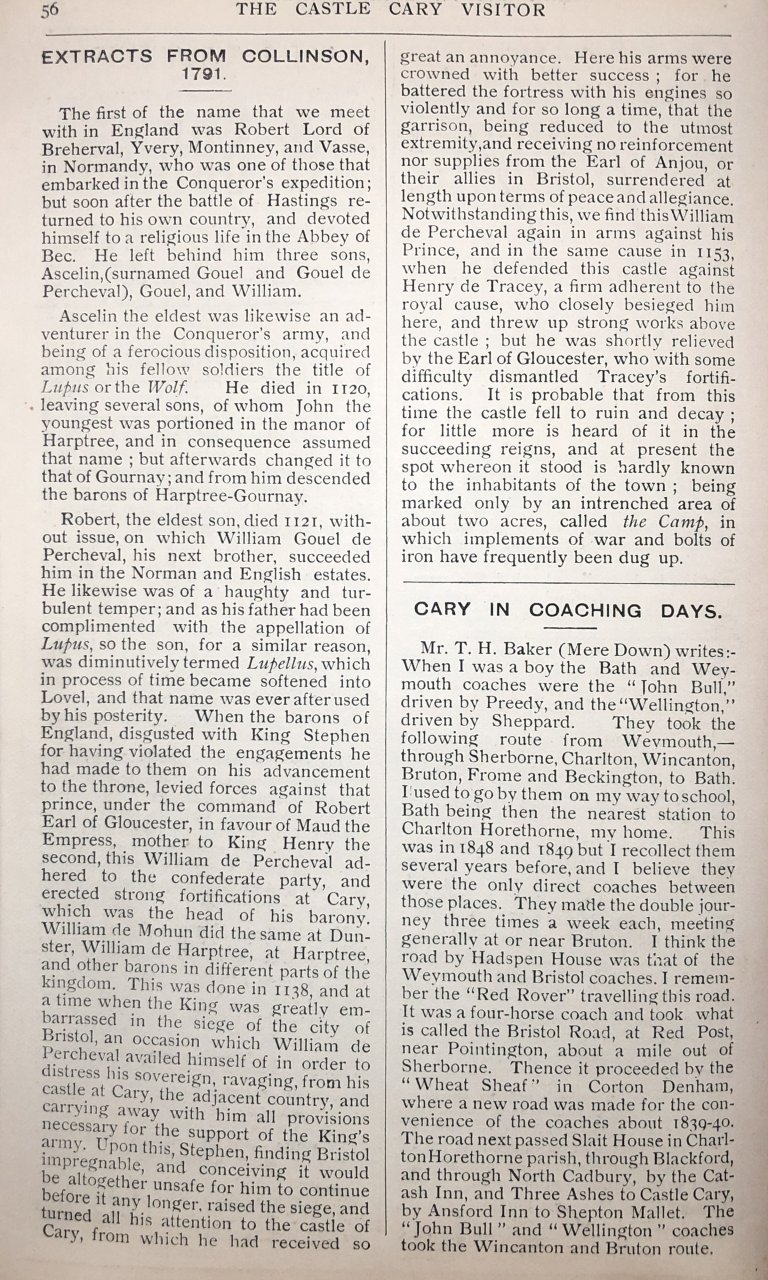 56
THE CASTLE CARY VISITOR
EXTRACTS FROM COLLINSON,
1791.
The first of the name that we meet
with in England was Robert Lord of
Breherval, Yvery, Montinney, and Vasse,
in Normandy, who was one of those that
embarked in the Conqueror's expedition;
but soon after the battle of Hastings re-
turned to his own country, and devoted
himself to a religious life in the Abbey of
Bec. He left behind him three sons,
Ascelin,(surnamed Gouel and Gouel de
Percheval), Gouel, and William.
Ascelin the eldest was likewise an ad-
venturer in the Conqueror's army, and
being of a ferocious disposition, acquired
among his fellow soldiers the title of
Lupus or the Wolf. He died in 1120,
leaving several sons, of whom John the
youngest was portioned in the manor of
Harptree, and in consequence assumed
that name ; but afterwards changed it to
that of Gournay; and from him descended
the barons of Harptree-Gournay.
Robert, the eldest son, died 1121, with-
out issue, on which William Gouel de
Percheval, his next brother, succeeded
him in the Norman and English estates.
He likewise was of a haughty and tur-
bulent temper; and as his father had been
complimented with the appellation of
Lupus, so the son, for a similar reason,
was diminutively termed Lupellus, which
in process of time became softened into
Lovel, and that name was ever after used
by his posterity. When the barons of
England, disgusted with King Stephen
for having violated the engagements he
had made to them on his advancement
to the throne, levied forces against that
prince, under the command of Robert
Earl of Gloucester, in favour of Maud the
Empress, mother to King Henry the
second, this William de Percheval ad-
hered to the confederate party, and
erected strong fortifications at Cary,
which was the head of his barony.
William de Mohun did the same at Dun-
ster, William de Harptree, at Harptree,
and other barons in different parts of the
kingdom. This was done in 1138, and at
a time when the King was greatly em-
barrassed in the siege of the city of
Bristol, an occasion which William de
Percheval availed himself of in order to
distress his sovereign, ravaging, from his
castle at Cary, the adjacent country, and
carrying away with him all provisions
necessary for the support of the King's
army. Upon this, Stephen, finding Bristol
impregnable, and conceiving it would
be altogether unsafe for him to continue
before it any longer, raised the siege, and
turned all his attention to the castle of
Cary, from which he had received so
great an annoyance. Here his arms were
crowned with better success ; for he
battered the fortress with his engines so
violently and for so long a time, that the
garrison, being reduced to the utmost
extremity,and receiving no reinforcement
nor supplies from the Earl of Anjou, or
their allies in Bristol, surrendered at
length upon terms of peace and allegiance.
Notwithstanding this, we find this William
de Percheval again in arms against his
Prince, and in the same cause in 1153,
when he defended this castle against
Henry de Tracey, a firm adherent to the
royal cause, who closely besieged him
here, and threw up strong works above
the castle ; but he was shortly relieved
by the Earl of Gloucester, who with some
difficulty dismantled Tracey's fortifi-
cations. It is probable that from this
time the castle fell to ruin and decay ;
for little more is heard of it in the
succeeding reigns, and at present the
spot whereon it stood is hardly known
to the inhabitants of the town ; being
marked only by an intrenched area of
about two acres, called the Camp, in
which implements of war and bolts of
iron have frequently been dug up.
CARY IN COACHING DAYS.
Mr. T. H. Baker (Mere Down) writes:-
When I was a boy the Bath and Wey-
mouth coaches were the "John Bull,"
driven by Preedy, and the "Wellington,"
driven by Sheppard. They took the
following route from Weymouth,—
through Sherborne, Charlton, Wincanton,
Bruton, Frome and Beckington, to Bath.
I used to go by them on my way to school,
Bath being then the nearest station to
Charlton Horethorne, my home. This
was in 1848 and 1849 but I recollect them
several years before, and I believe they
were the only direct coaches between
those places. They made the double jour-
ney three times a week each, meeting
generally at or near Bruton. I think the
road by Hadspen House was that of the
Weymouth and Bristol coaches. I remem-
ber the "Red Rover" travelling this road.
It was a four-horse coach and took what
is called the Bristol Road, at Red Post,
near Pointington, about a mile out of
Sherborne. Thence it proceeded by the
"Wheat Sheaf" in Corton Denham,
where a new road was made for the con-
venience of the coaches about 1839-40.
The road next passed Slait House in Charl-
ton Horethorne parish, through Blackford,
and through North Cadbury, by the Cat-
ash Inn, and Three Ashes to Castle Cary,
by Ansford Inn to Shepton Mallet. The
"John Bull" and "Wellington" coaches
took the Wincanton and Bruton route.